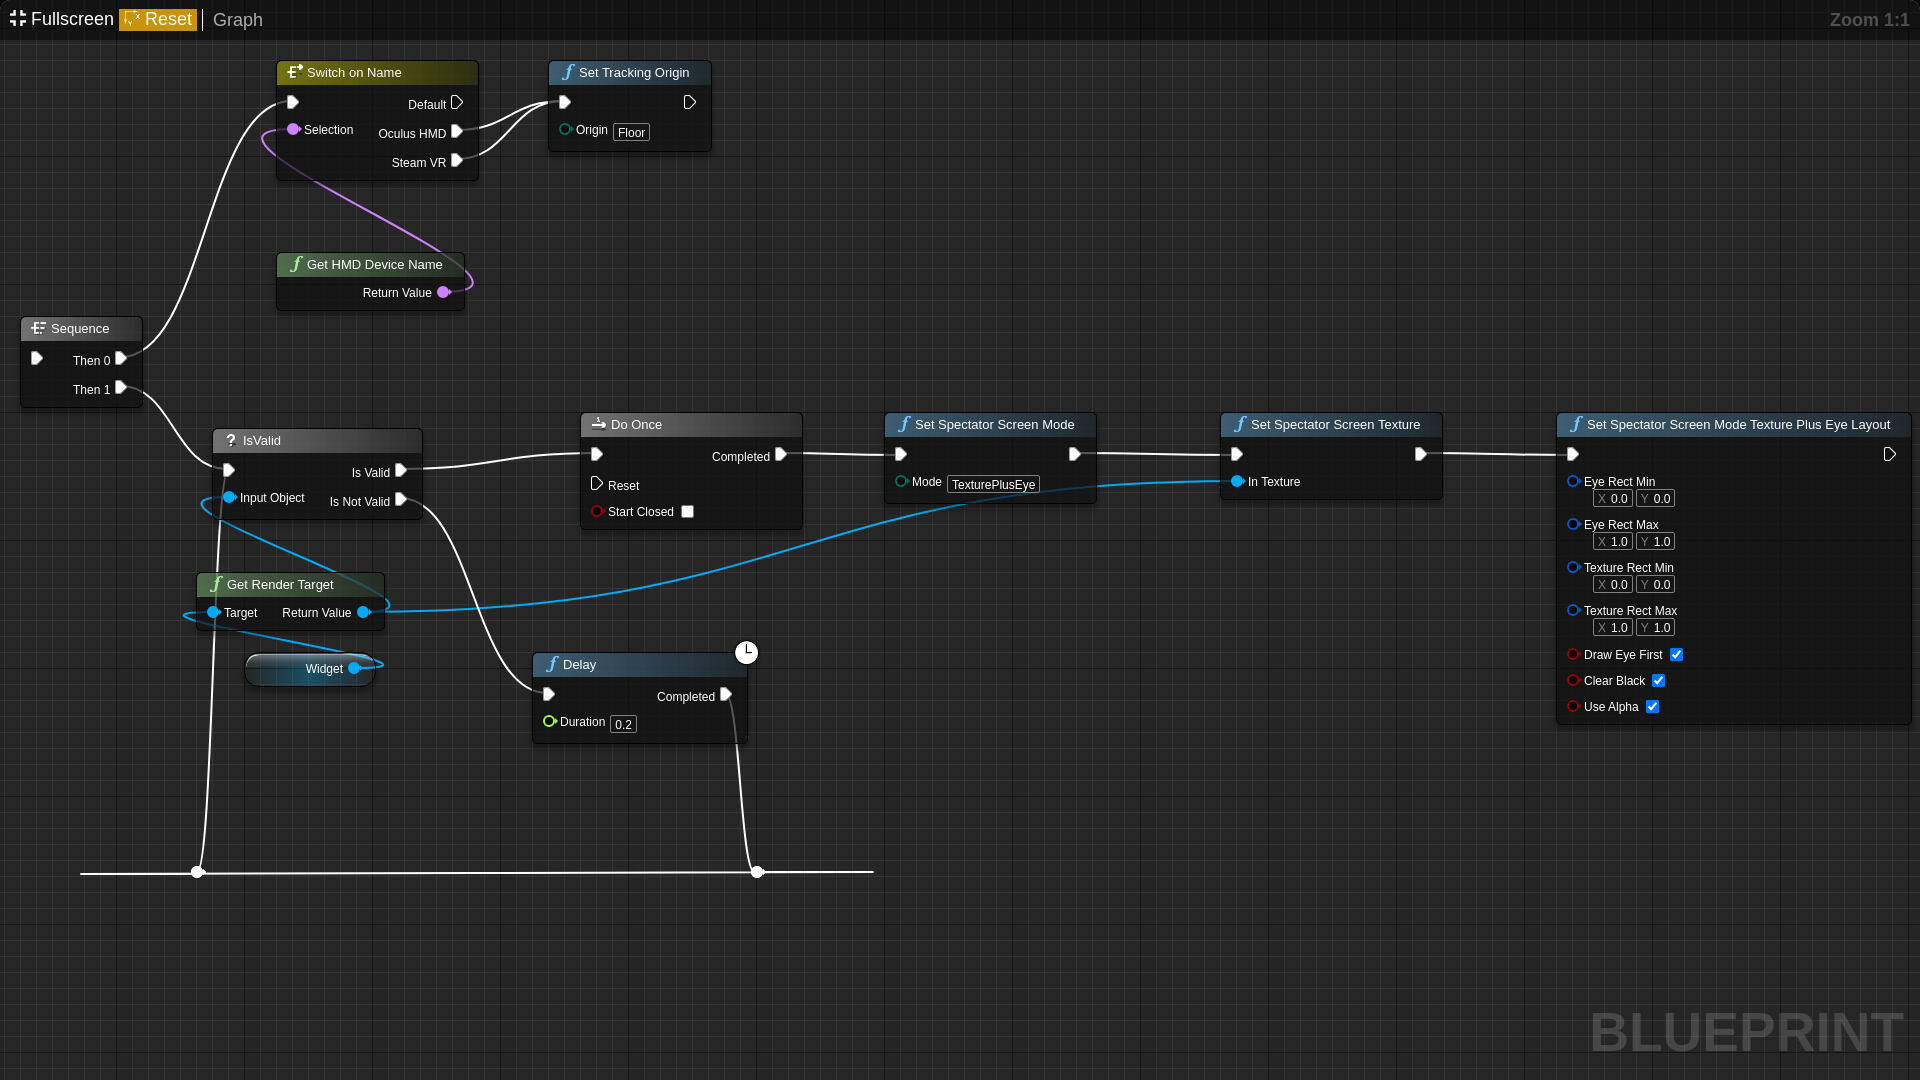 Fullscreen Reset Graph
Zoom 1:1
Switch on Name
Default
Selection
Oculus HMD
Steam VR
Set Tracking Origin
Origin Floor
Get HMD Device Name
Return Value
Sequence
Then 0
Then 1
? IsValid
Is Valid
Input Object
Is Not Valid
Do Once
Completed
Reset
Start Closed
Set Spectator Screen Mode
Mode TexturePlusEye
Set Spectator Screen Texture
In Texture
Set Spectator Screen Mode Texture Plus Eye Layout
Eye Rect Min
X 0.0 Y 0.0
Eye Rect Max
X 1.0 Y 1.0
Texture Rect Min
X 0.0 Y 0.0
Texture Rect Max
X 1.0 Y 1.0
Draw Eye First
Clear Black
Use Alpha
Get Render Target
Target Return Value
Widget
Delay
Completed
Duration 0.2
BLUEPRINT